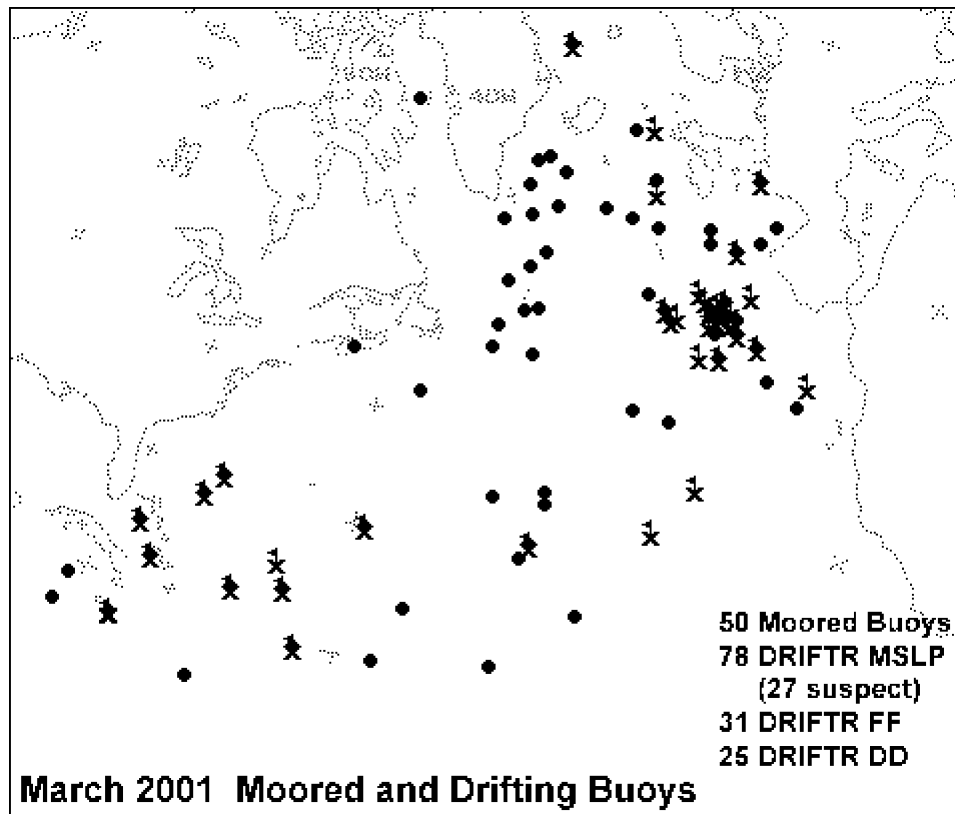 50 Moored Buoys
78 DRIFTR MSLP
(27 suspect)
31 DRIFTR FF
25 DRIFTR DD
March 2001 Moored and Drifting Buoys